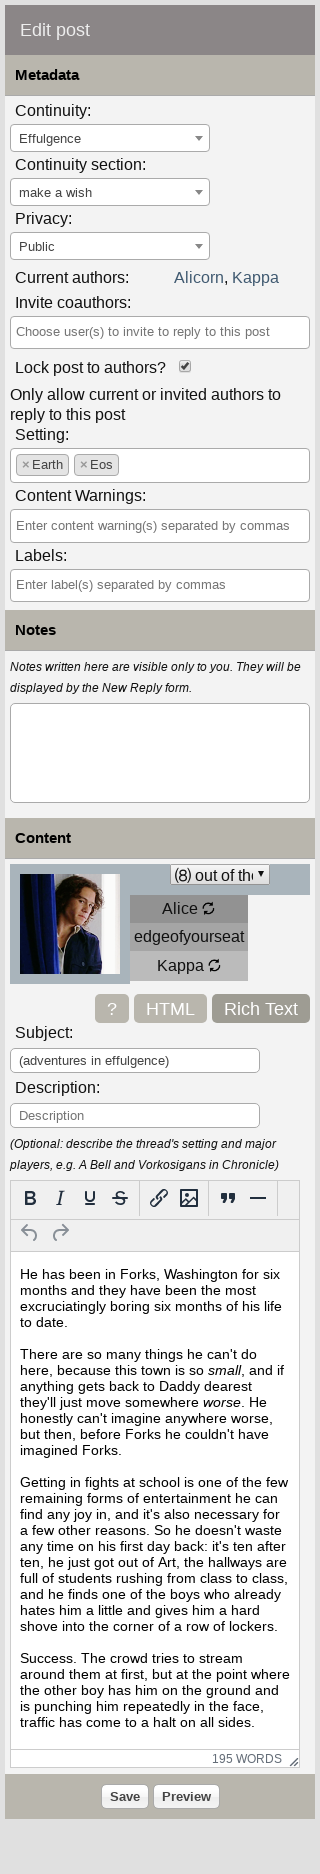 Edit post
Metadata
Continuity:
Effulgence
Continuity section:
make a wish
Privacy:
Public
Current authors: Alicorn, Kappa
Invite coauthors:
Choose user(s) to invite to reply to this post
Lock post to authors?
Only allow current or invited authors to
reply to this post
Setting:
×Earth ×Eos
Content Warnings:
Enter content warning(s) separated by commas
Labels:
Enter label(s) separated by commas
Notes
Notes written here are visible only to you. They will be
displayed by the New Reply form.
Content
(8) out of the
Alice
edgeofyourseat
Kappa
? HTML Rich Text
Subject:
(adventures in effulgence)
Description:
Description
(Optional: describe the thread's setting and major
players, e.g. A Bell and Vorkosigans in Chronicle)
B I U S
He has been in Forks, Washington for six
months and they have been the most
excruciatingly boring six months of his life
to date.
There are so many things he can't do
here, because this town is so small, and if
anything gets back to Daddy dearest
they'll just move somewhere worse. He
honestly can't imagine anywhere worse,
but then, before Forks he couldn't have
imagined Forks.
Getting in fights at school is one of the few
remaining forms of entertainment he can
find any joy in, and it's also necessary for
a few other reasons. So he doesn't waste
any time on his first day back: it's ten after
ten, he just got out of Art, the hallways are
full of students rushing from class to class,
and he finds one of the boys who already
hates him a little and gives him a hard
shove into the corner of a row of lockers.
Success. The crowd tries to stream
around them at first, but at the point where
the other boy has him on the ground and
is punching him repeatedly in the face,
traffic has come to a halt on all sides.
195 WORDS
Save Preview